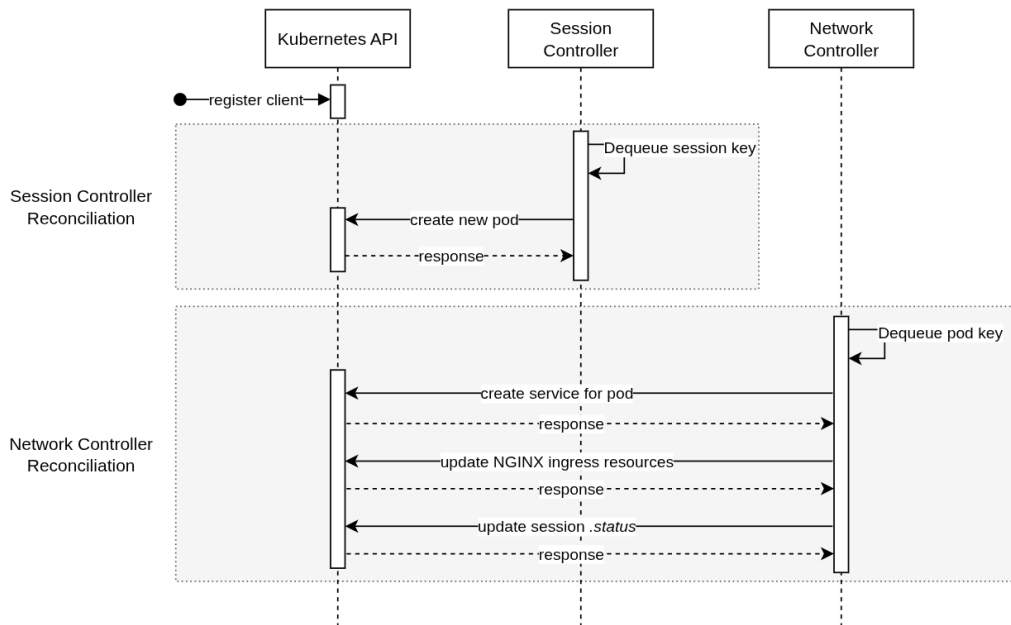 Kubernetes API
Session
Controller
Network
Controller
register client
Dequeue session key
Session Controller
Reconciliation
create new pod
response
Dequeue pod key
create service for pod
response
Network Controller
Reconciliation
update NGINX ingress resources
response
update session .status
response